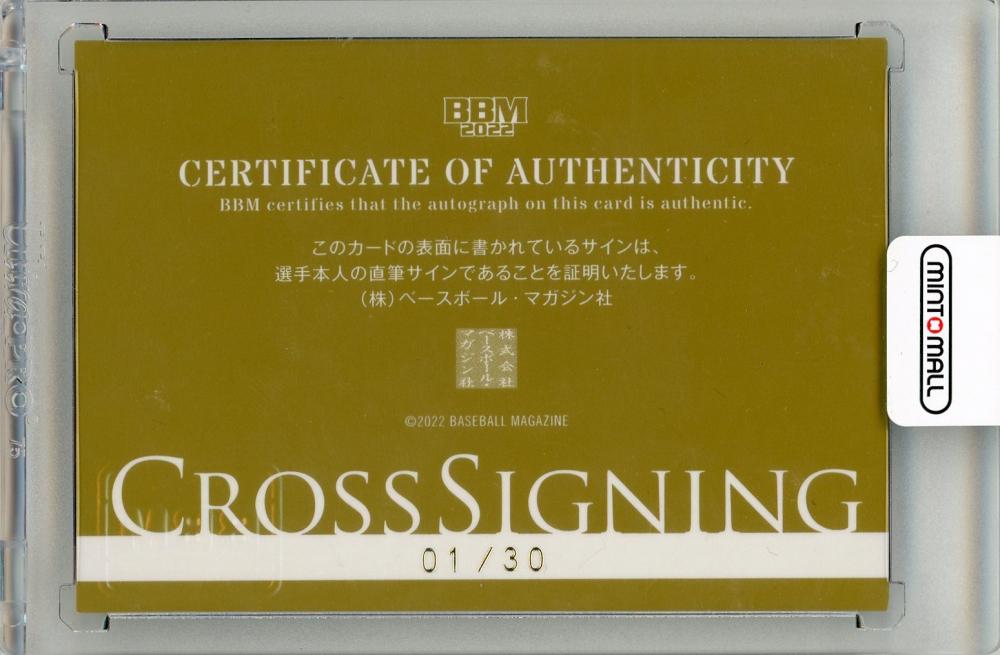 BBM
2022
CERTIFICATE OF AUTHENTICITY
BBM certifies that the autograph on this card is authentic.
このカードの表面に書かれているサインは、
選手本人の直筆サインであることを証明いたします。
(株)ベースボール・マガジン社
株式会社
ベースボール・
マガジン社
©2022 BASEBALL MAGAZINE
CROSSSIGNING
01/30
MINT MALL
75